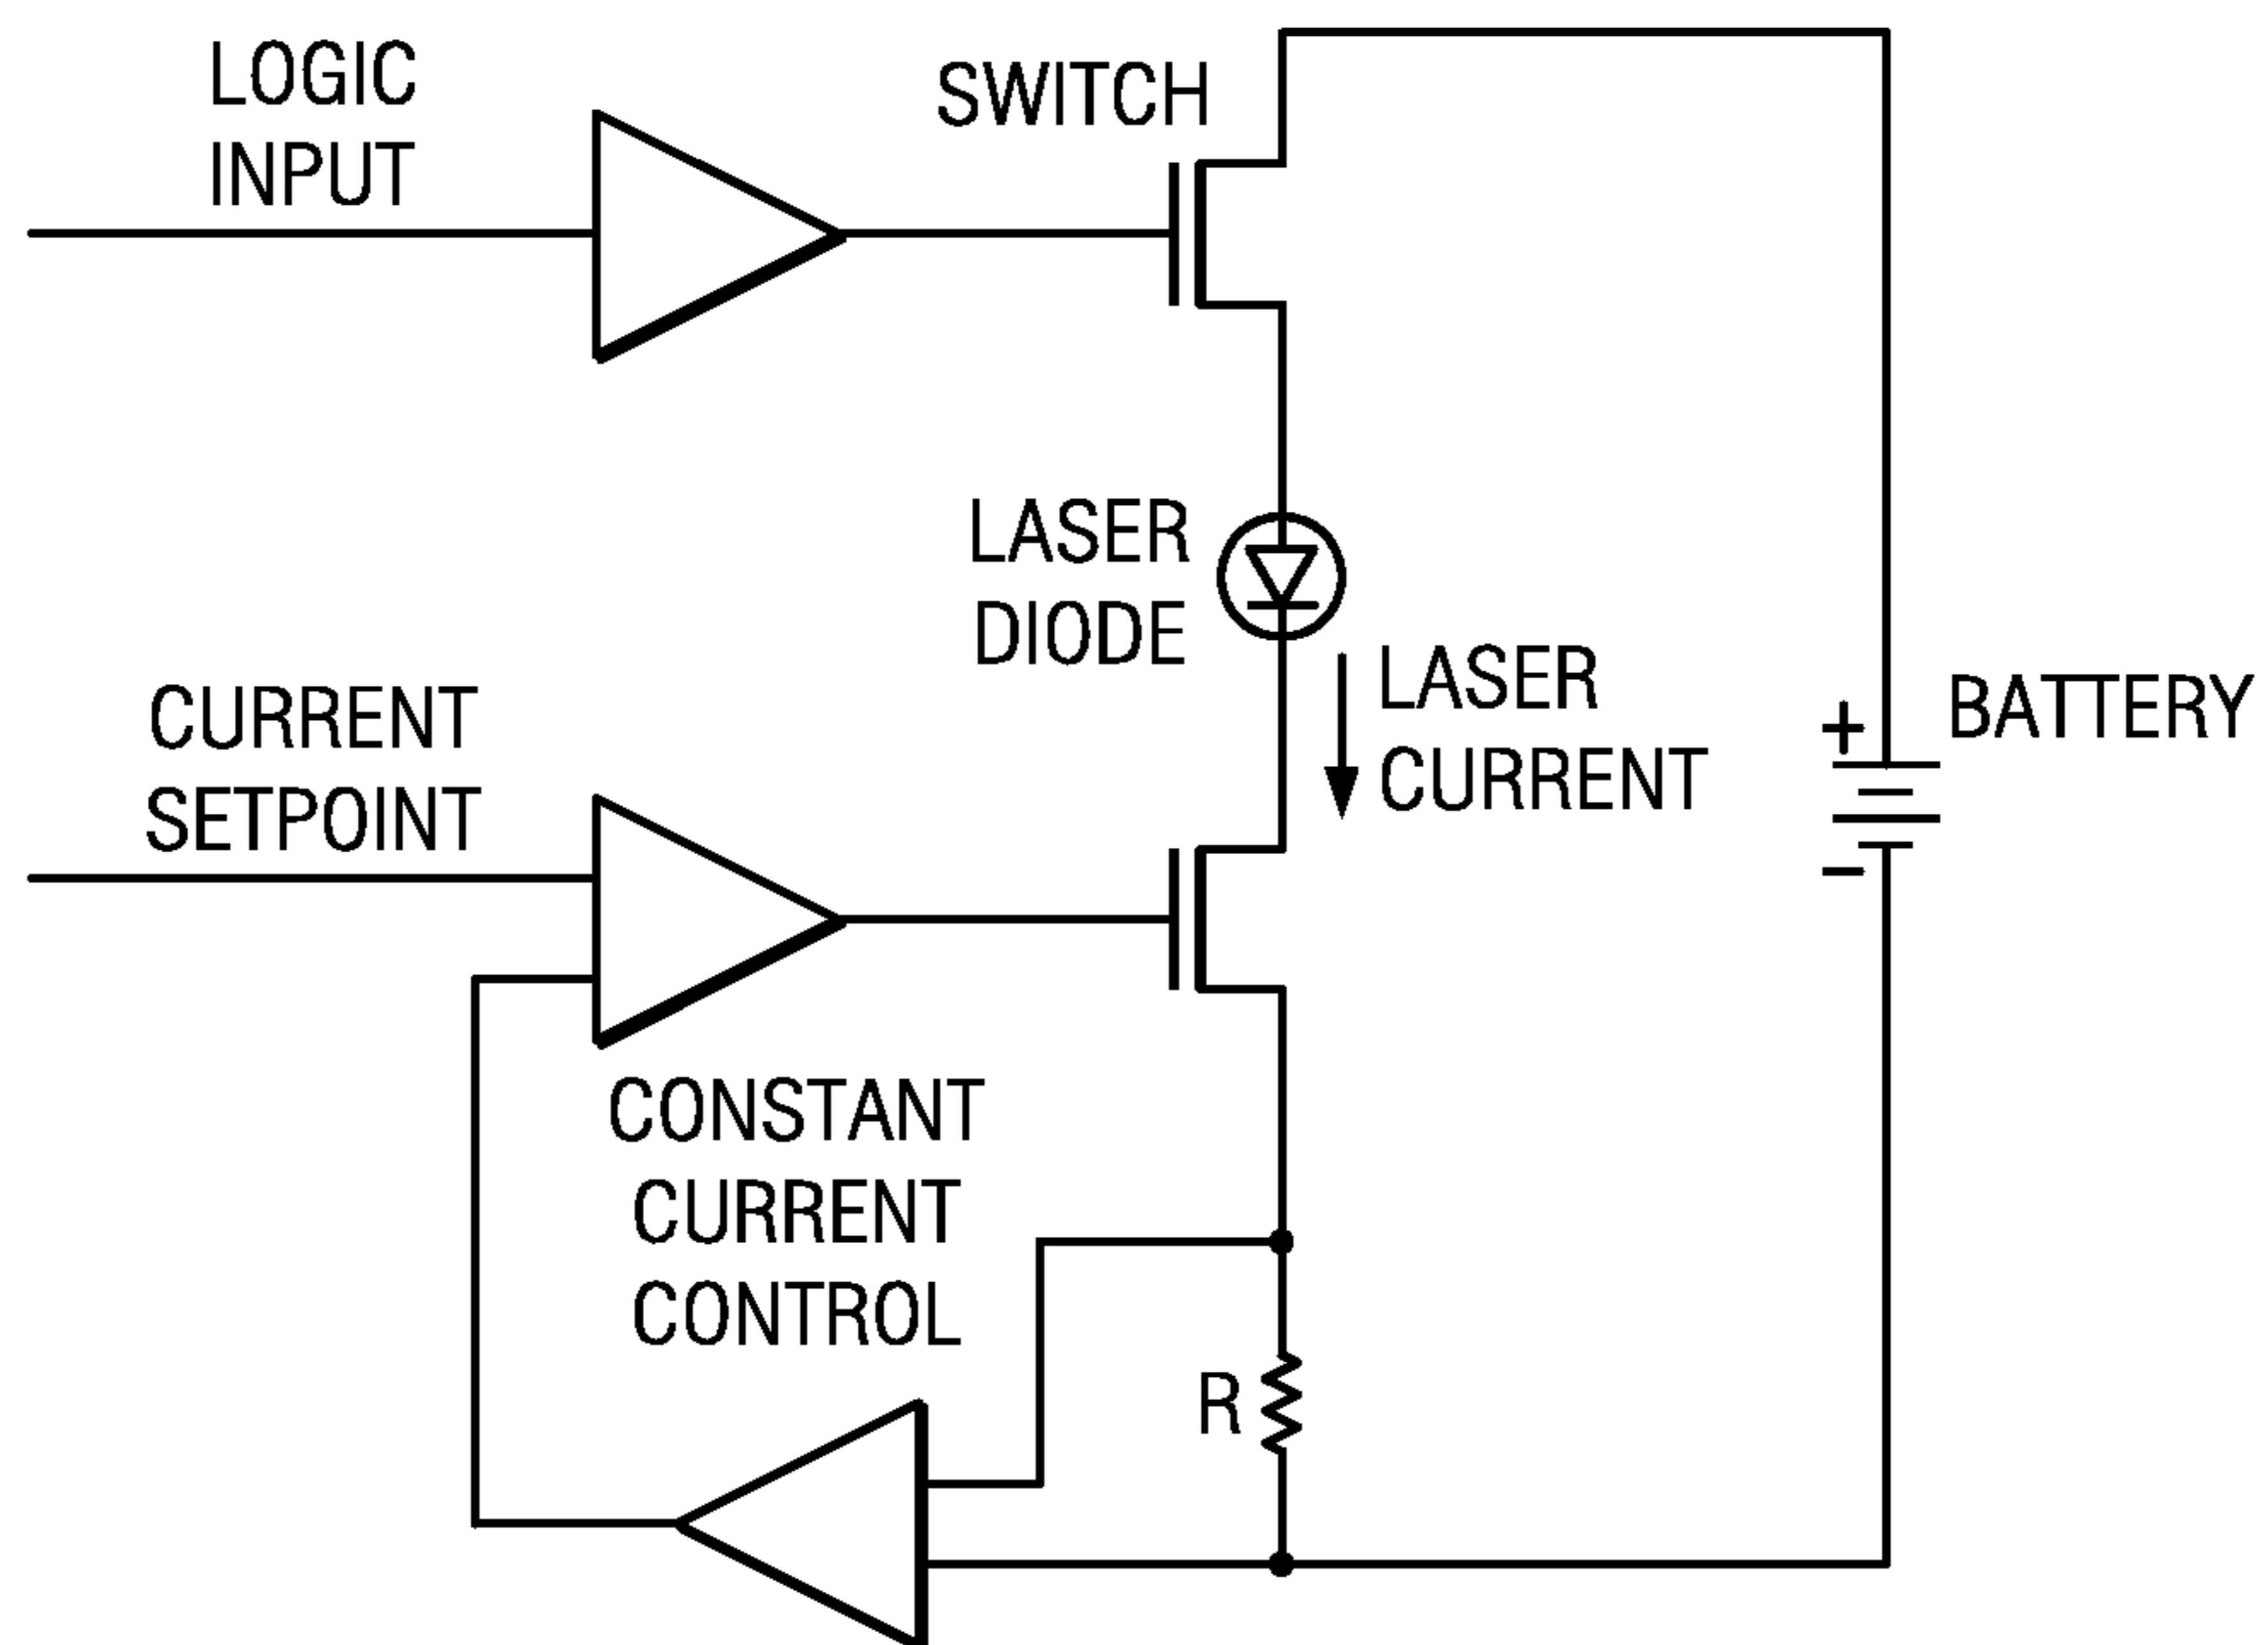 LOGIC
INPUT
SWITCH
LASER
DIODE
LASER
CURRENT
BATTERY
+
−
CURRENT
SETPOINT
CONSTANT
CURRENT
CONTROL
R